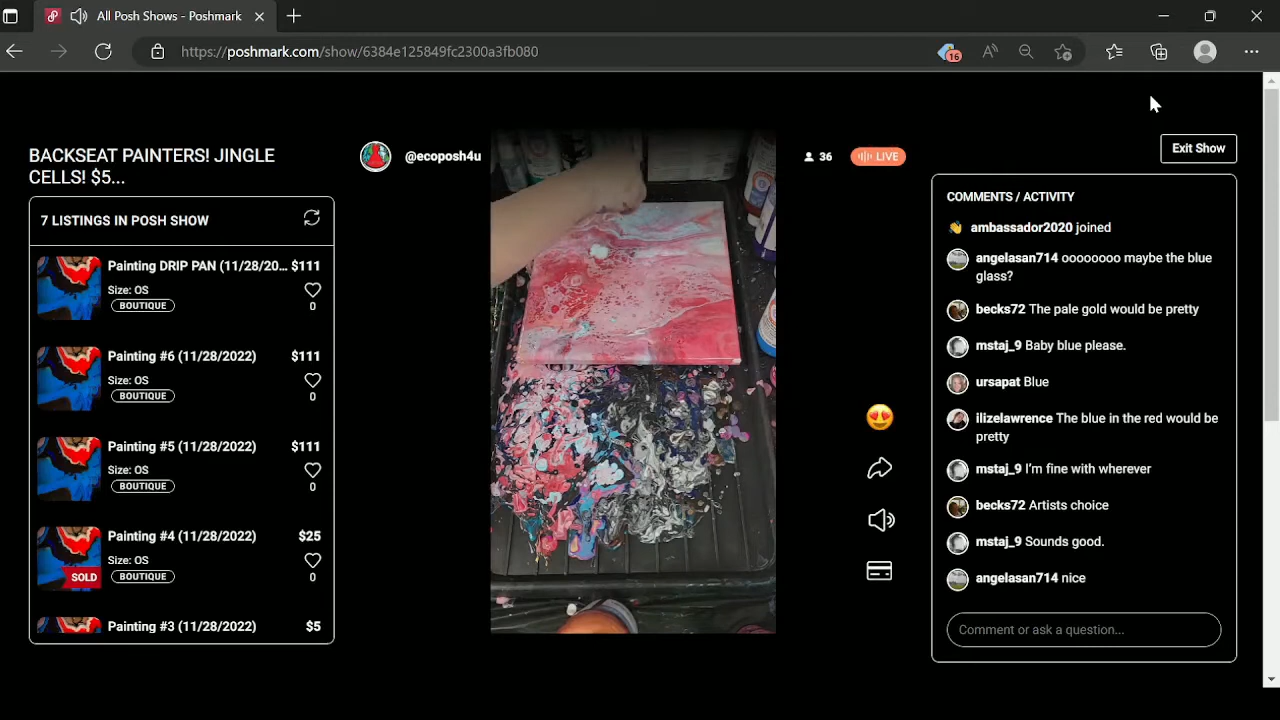 All Posh Shows - Poshmark
https://poshmark.com/show/6384e125849fc2300a3fb080
16
BACKSEAT PAINTERS! JINGLE
CELLS! $5...
@ecoposh4u
36
LIVE
Exit Show
7 LISTINGS IN POSH SHOW
Painting DRIP PAN (11/28/20... $111
Size: OS
BOUTIQUE
0
Painting #6 (11/28/2022) $111
Size: OS
BOUTIQUE
0
Painting #5 (11/28/2022) $111
Size: OS
BOUTIQUE
0
Painting #4 (11/28/2022) $25
Size: OS
SOLD
BOUTIQUE
0
Painting #3 (11/28/2022) $5
COMMENTS / ACTIVITY
ambassador2020 joined
angelasan714 oooooooo maybe the blue
glass?
becks72 The pale gold would be pretty
mstaj_9 Baby blue please.
ursapat Blue
ilizelawrence The blue in the red would be
pretty
mstaj_9 I'm fine with wherever
becks72 Artists choice
mstaj_9 Sounds good.
angelasan714 nice
Comment or ask a question...